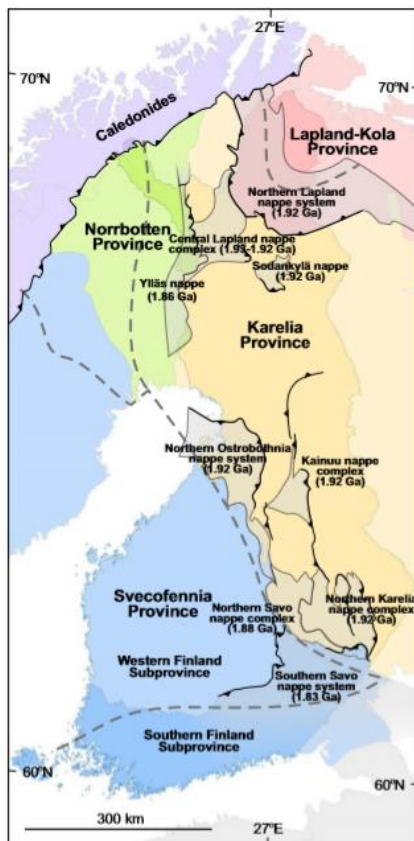 27°E
70°N
70°N
Caledonides
Lapland-Kola
Province
Northern Lapland
nappe system
(1.92 Ga)
Norrbotten
Province
Central Lapland nappe
complex (1.93-1.92 Ga)
Sodankylä nappe
(1.92 Ga)
Ylläs nappe
(1.86 Ga)
Karelia
Province
Northern Ostrobothnia
nappe system
(1.92 Ga)
Kainuu nappe
complex
(1.92 Ga)
Svecofennia
Province
Northern Savo
nappe complex
(1.88 Ga)
Northern Karelia
nappe complex
(1.92 Ga)
Western Finland
Subprovince
Southern Savo
nappe system
(1.83 Ga)
Southern Finland
Subprovince
60°N
60°N
300 km
27°E